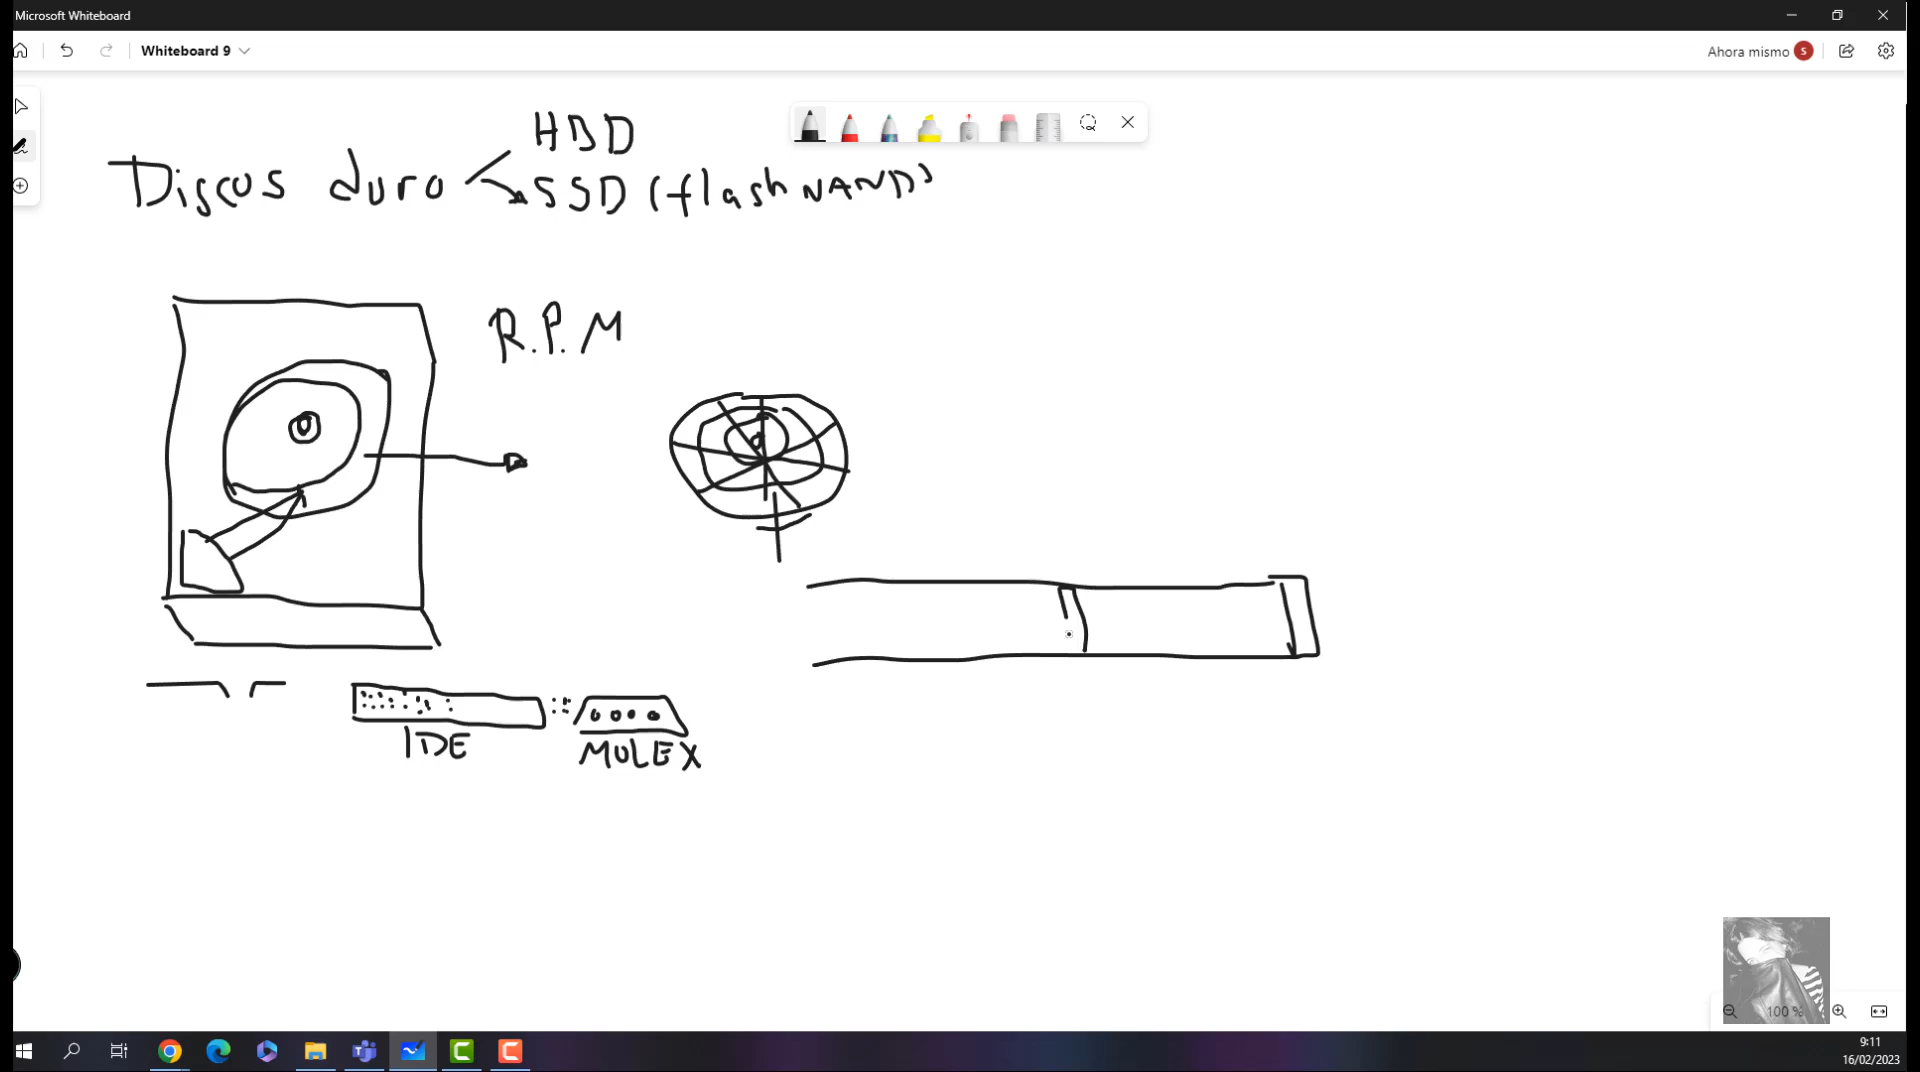 Microsoft Whiteboard
Whiteboard 9
Ahora mismo S
HDD
Discos duro
SSD (flash NAND)
R.P.M
IDE
MOLEX
100 %
9:11
16/02/2023